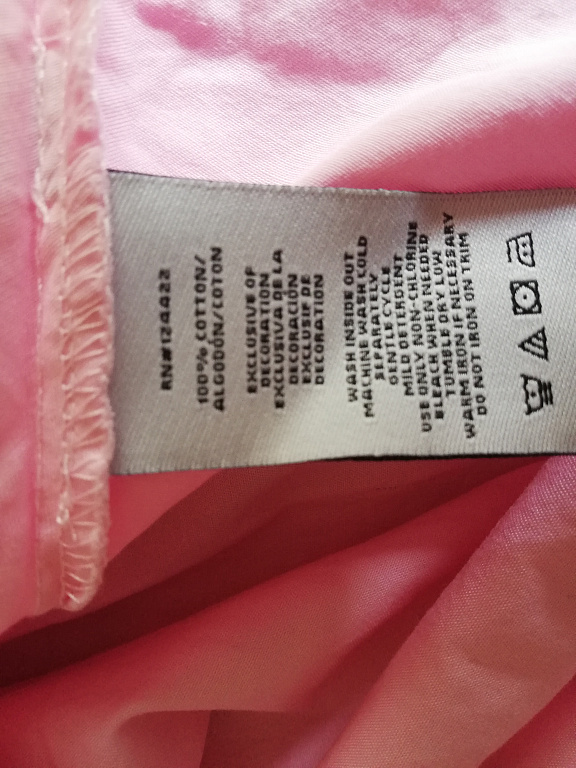 RN#124422
100% COTTON/
ALGODÓN/COTON
EXCLUSIVE OF
DECORATION
EXCLUSIVA DE LA
DECORACIÓN
EXCLUSIF DE
DECORATION
WASH INSIDE OUT
MACHINE WASH COLD
SEPARATELY
GENTLE CYCLE
MILD DETERGENT
USE ONLY NON-CHLORINE
BLEACH WHEN NEEDED
TUMBLE DRY LOW
WARM IRON IF NECESSARY
DO NOT IRON ON TRIM